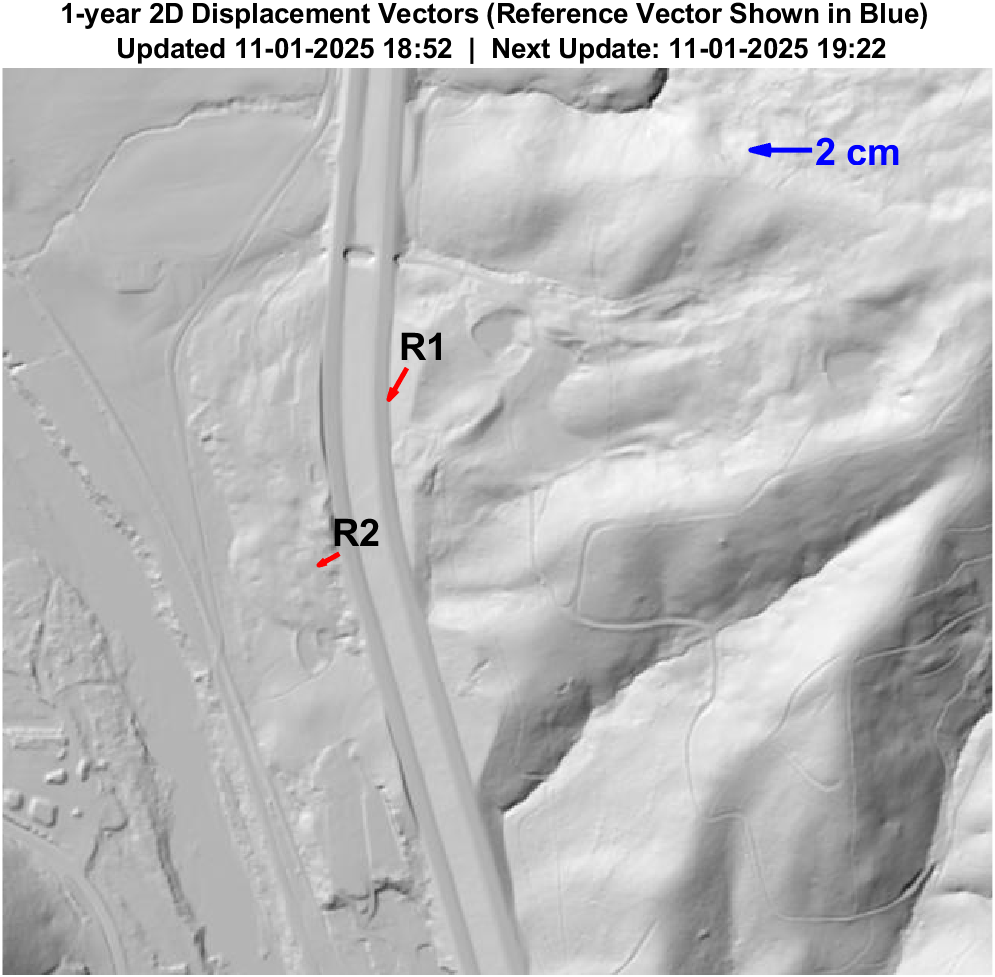 1-year 2D Displacement Vectors (Reference Vector Shown in Blue)
Updated 11-01-2025 18:52 | Next Update: 11-01-2025 19:22
2 cm
R1
R2